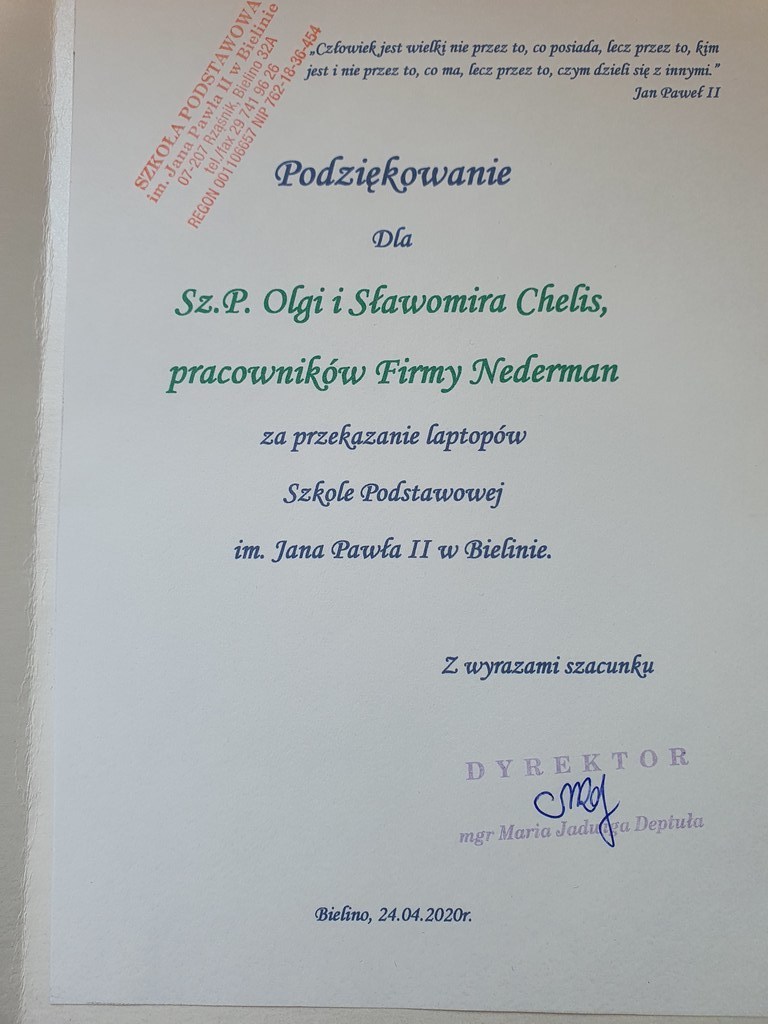 SZKOŁA PODSTAWOWA
im. Jana Pawła II w Bielinie
07-207 Rząśnik, Bielino 32A
tel./fax 29 741 96 26
REGON 001106657 NIP 762-18-36-454
„Człowiek jest wielki nie przez to, co posiada, lecz przez to, kim
jest i nie przez to, co ma, lecz przez to, czym dzieli się z innymi.”
Jan Paweł II
Podziękowanie
Dla
Sz.P. Olgi i Sławomira Chelis,
pracowników Firmy Nederman
za przekazanie laptopów
Szkole Podstawowej
im. Jana Pawła II w Bielinie.
Z wyrazami szacunku
DYREKTOR
mgr Maria Jadwiga Deptuła
Bielino, 24.04.2020r.